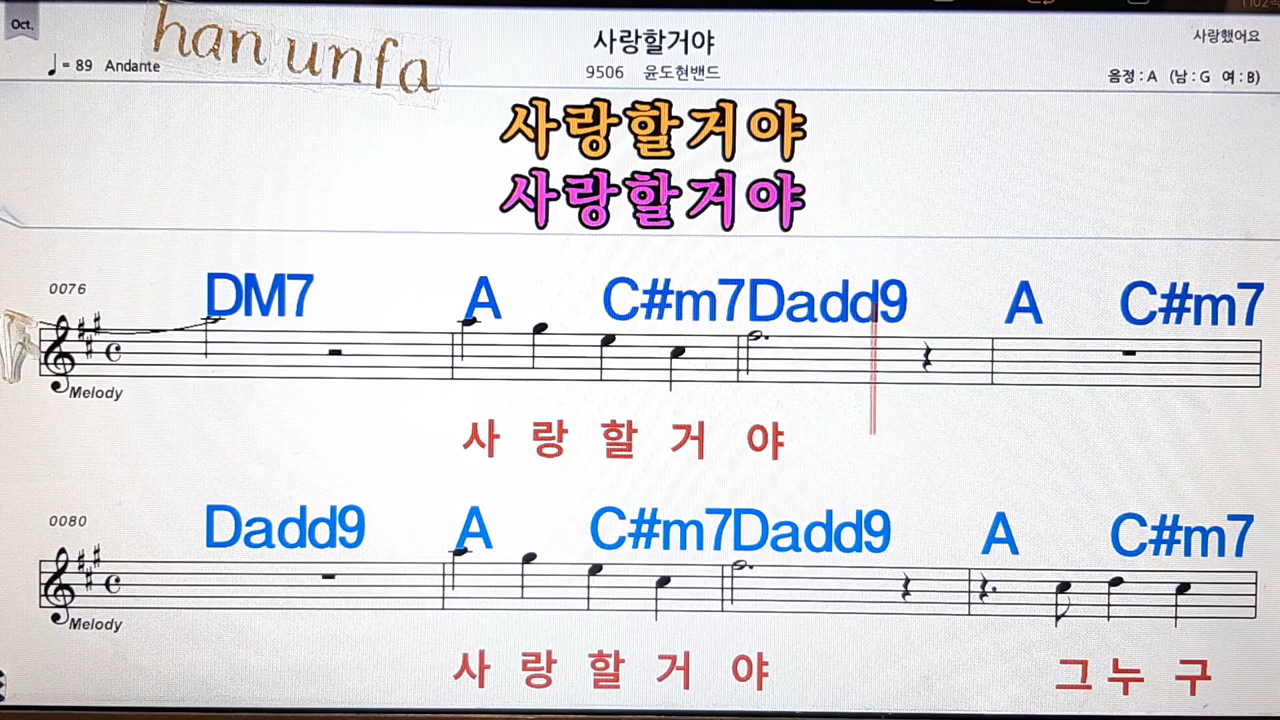 Oct.
han unfa
사랑할거야
사랑했어요
♩= 89 Andante
9506 윤도현밴드
음정 : A (남 : G 여 : B)
사랑할거야
사랑할거야
0076
DM7 A C#m7Dadd9 A C#m7
Melody
사 랑 할 거 야
0080
Dadd9 A C#m7Dadd9 A C#m7
Melody
사 랑 할 거 야 그 누 구